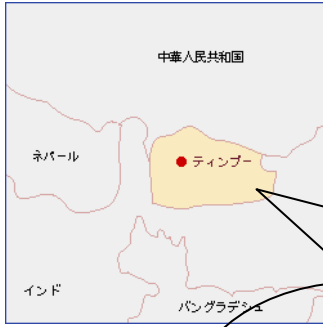 中華人民共和国
ネパール
ティンプー
インド
バングラデシュ